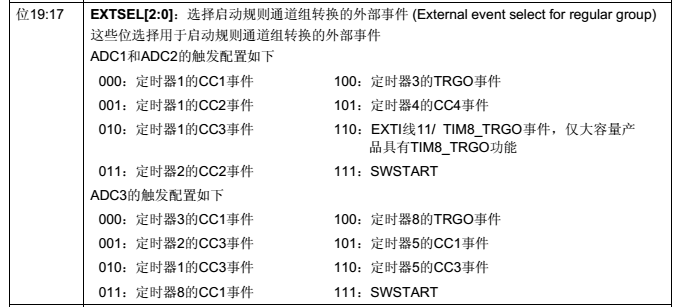 位19:17 EXTSEL[2:0]：选择启动规则通道组转换的外部事件 (External event select for regular group)
这些位选择用于启动规则通道组转换的外部事件
ADC1和ADC2的触发配置如下
000：定时器1的CC1事件 100：定时器3的TRGO事件
001：定时器1的CC2事件 101：定时器4的CC4事件
010：定时器1的CC3事件 110：EXTI线11/ TIM8_TRGO事件，仅大容量产
品具有TIM8_TRGO功能
011：定时器2的CC2事件 111：SWSTART
ADC3的触发配置如下
000：定时器3的CC1事件 100：定时器8的TRGO事件
001：定时器2的CC3事件 101：定时器5的CC1事件
010：定时器1的CC3事件 110：定时器5的CC3事件
011：定时器8的CC1事件 111：SWSTART